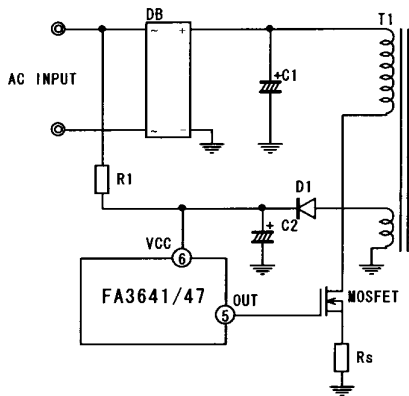 DB
T1
~ +
C1
+
AC INPUT
~ -
R1
D1
+
C2
VCC
6
FA3641/47
OUT
5
MOSFET
Rs